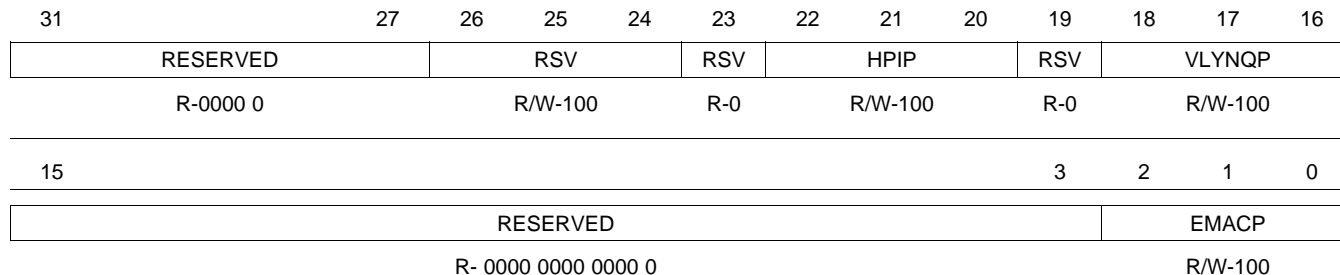 31 27 26 25 24 23 22 21 20 19 18 17 16
RESERVED RSV RSV HPIP RSV VLYNQP
R-0000 0 R/W-100 R-0 R/W-100 R-0 R/W-100
15 3 2 1 0
RESERVED EMACP
R- 0000 0000 0000 0 R/W-100